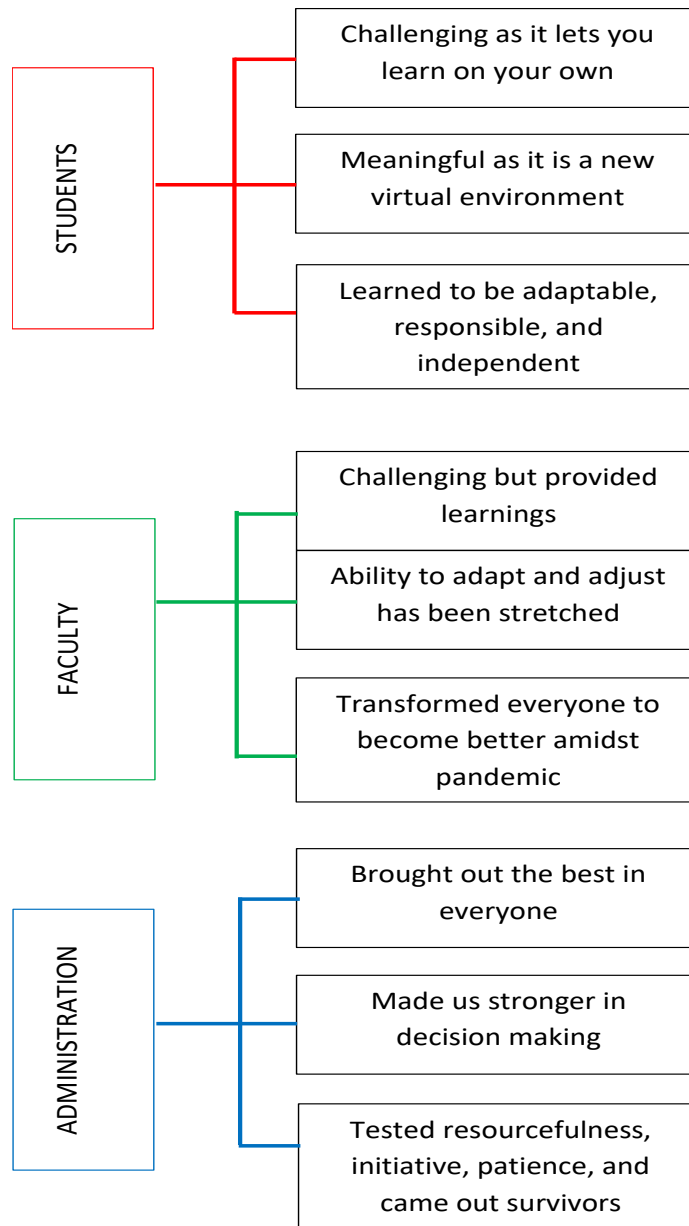 STUDENTS
Challenging as it lets you
learn on your own
Meaningful as it is a new
virtual environment
Learned to be adaptable,
responsible, and
independent
FACULTY
Challenging but provided
learnings
Ability to adapt and adjust
has been stretched
Transformed everyone to
become better amidst
pandemic
ADMINISTRATION
Brought out the best in
everyone
Made us stronger in
decision making
Tested resourcefulness,
initiative, patience, and
came out survivors